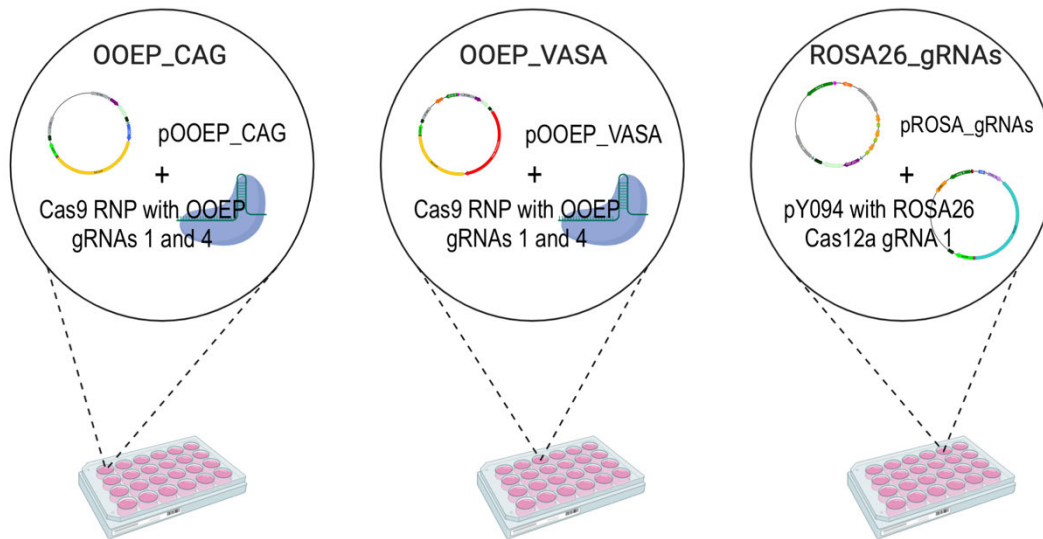 OOEP_CAG
pOOEP_CAG
+
Cas9 RNP with OOEP
gRNAs 1 and 4
OOEP_VASA
pOOEP_VASA
+
Cas9 RNP with OOEP
gRNAs 1 and 4
ROSA26_gRNAs
pROSA_gRNAs
+
pY094 with ROSA26
Cas12a gRNA 1